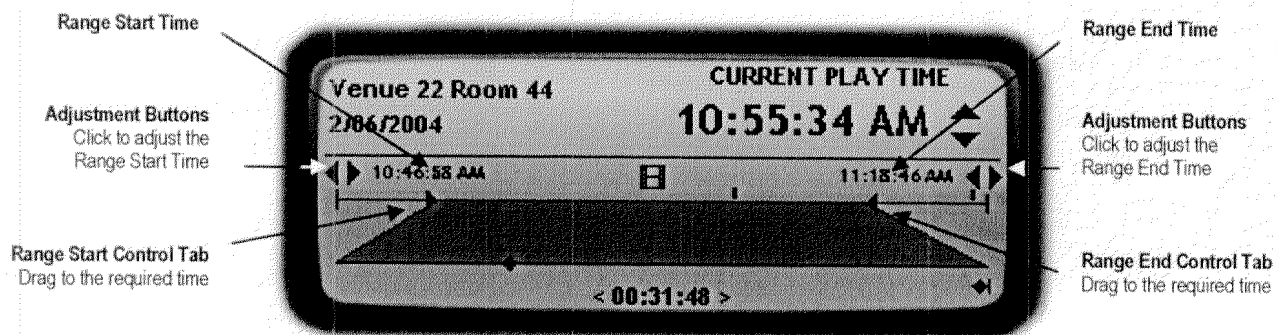 Range Start Time
Range End Time
Venue 22 Room 44
CURRENT PLAY TIME
2/06/2004
10:55:34 AM
Adjustment Buttons
Click to adjust the
Range Start Time
Adjustment Buttons
Click to adjust the
Range End Time
10:46:58 AM
11:18:46 AM
Range Start Control Tab
Drag to the required time
Range End Control Tab
Drag to the required time
< 00:31:48 >